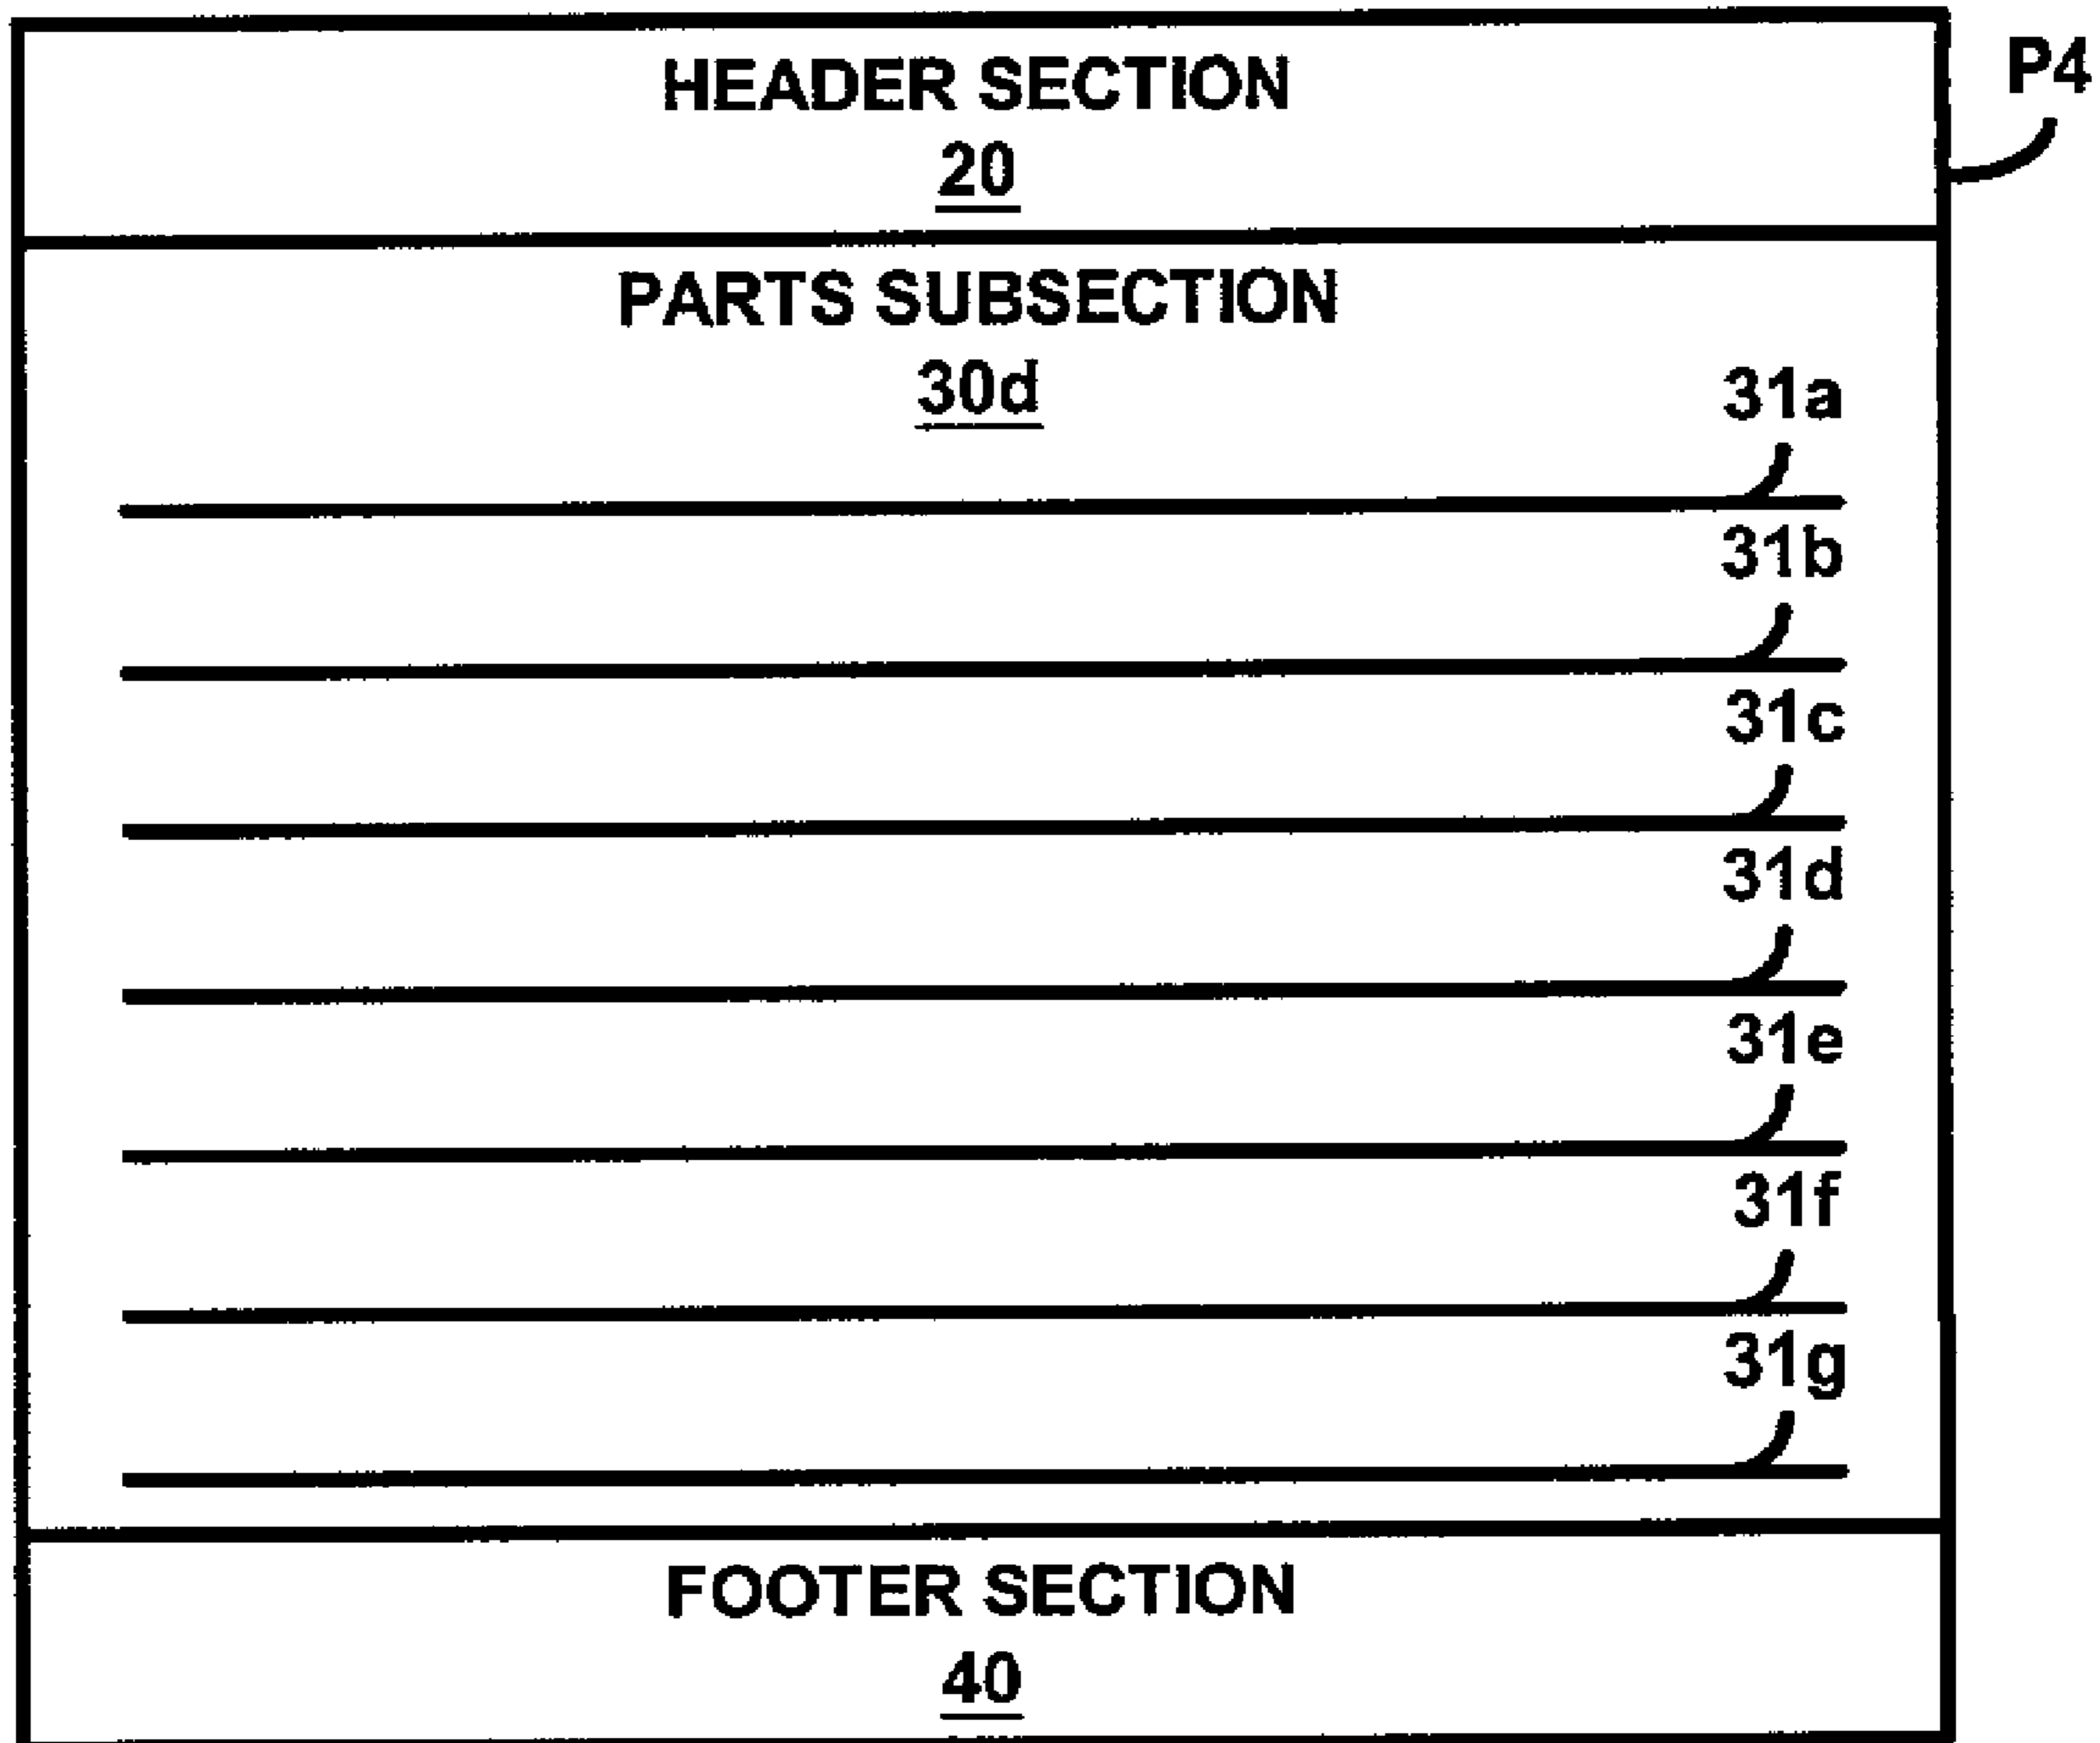 HEADER SECTION
P4
20
PARTS SUBSECTION
30d
31a
31b
31c
31d
31e
31f
31g
FOOTER SECTION
40